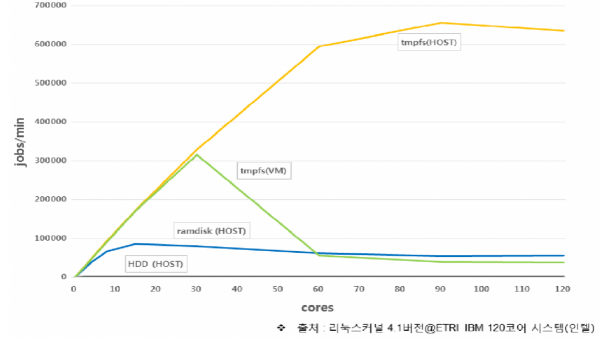 700000
600000
500000
400000
300000
200000
100000
0
jobs/min
tmpfs(HOST)
tmpfs(VM)
ramdisk (HOST)
HDD (HOST)
0 10 20 30 40 50 60 70 80 90 100 110 120
cores
❖ 출처 : 리눅스커널 4.1버전@ETRI IBM 120코어 시스템(인텔)